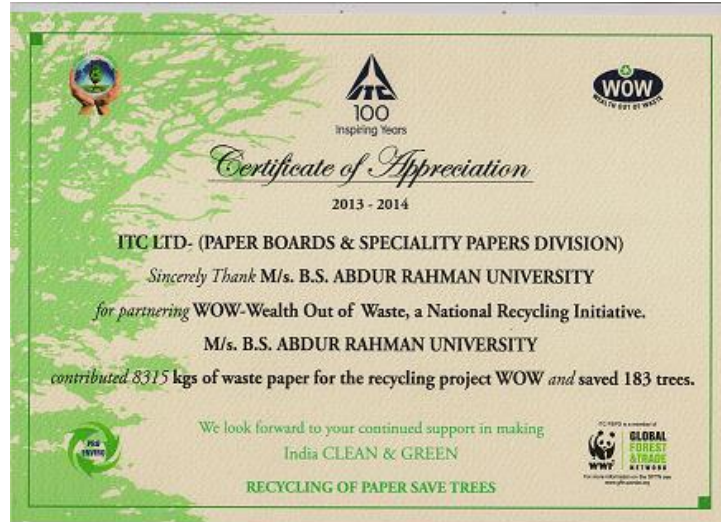 ITC
100
Inspiring Years
WOW
WEALTH OUT OF WASTE
Certificate of Appreciation
2013 - 2014
ITC LTD- (PAPER BOARDS & SPECIALITY PAPERS DIVISION)
Sincerely Thank M/s. B.S. ABDUR RAHMAN UNIVERSITY
for partnering WOW-Wealth Out of Waste, a National Recycling Initiative.
M/s. B.S. ABDUR RAHMAN UNIVERSITY
contributed 8315 kgs of waste paper for the recycling project WOW and saved 183 trees.
We look forward to your continued support in making
India CLEAN & GREEN
RECYCLING OF PAPER SAVE TREES
WWF
GLOBAL
FOREST
& TRADE
NETWORK